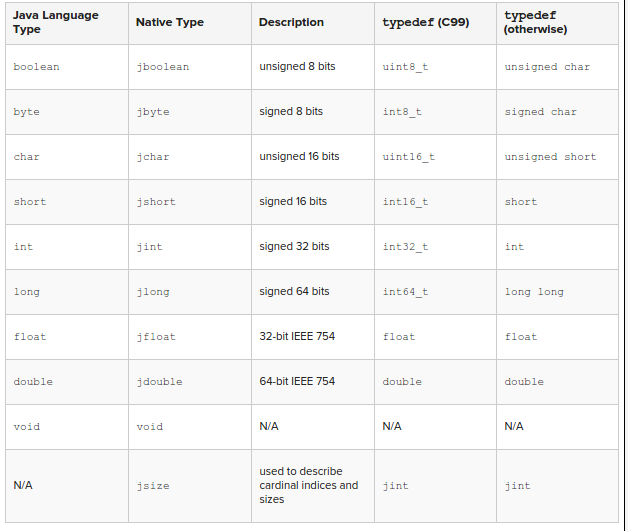 Java Language Type Native Type Description typedef (C99) typedef (otherwise)
boolean jboolean unsigned 8 bits uint8_t unsigned char
byte jbyte signed 8 bits int8_t signed char
char jchar unsigned 16 bits uint16_t unsigned short
short jshort signed 16 bits int16_t short
int jint signed 32 bits int32_t int
long jlong signed 64 bits int64_t long long
float jfloat 32-bit IEEE 754 float float
double jdouble 64-bit IEEE 754 double double
void void N/A N/A N/A
N/A jsize used to describe cardinal indices and sizes jint jint